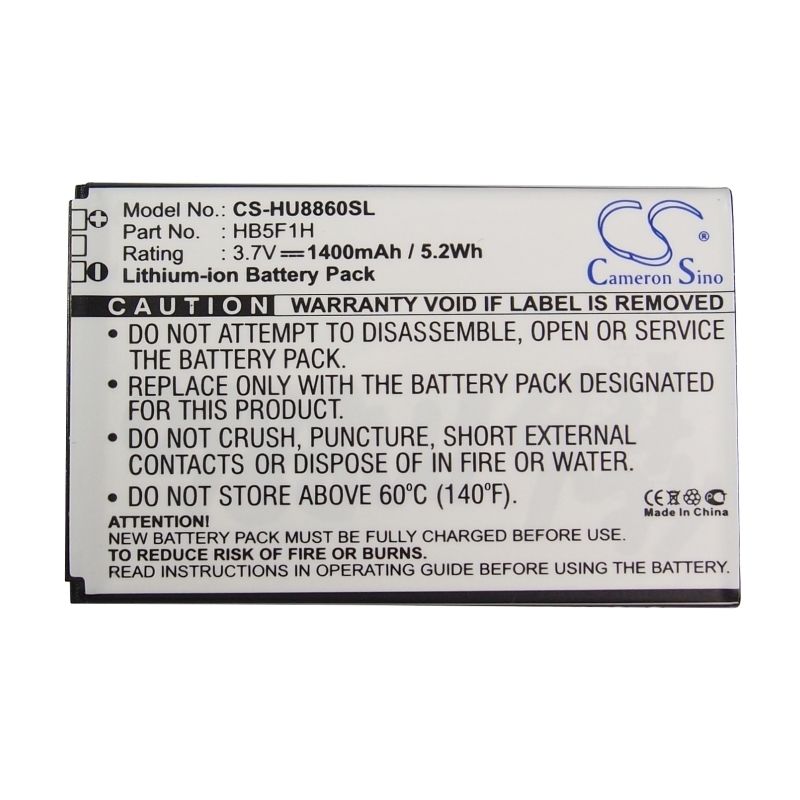 Model No.: CS-HU8860SL
Part No. : HB5F1H
Rating : 3.7V 1400mAh / 5.2Wh
Lithium-ion Battery Pack
CS ®
Cameron Sino
CAUTION WARRANTY VOID IF LABEL IS REMOVED
• DO NOT ATTEMPT TO DISASSEMBLE, OPEN OR SERVICE
THE BATTERY PACK.
• REPLACE ONLY WITH THE BATTERY PACK DESIGNATED
FOR THIS PRODUCT.
• DO NOT CRUSH, PUNCTURE, SHORT EXTERNAL
CONTACTS OR DISPOSE OF IN FIRE OR WATER.
• DO NOT STORE ABOVE 60ºC (140ºF).
CE
Made in China
ATTENTION!
NEW BATTERY PACK MUST BE FULLY CHARGED BEFORE USE.
TO REDUCE RISK OF FIRE OR BURNS.
READ INSTRUCTIONS IN OPERATING GUIDE BEFORE USING THE BATTERY.